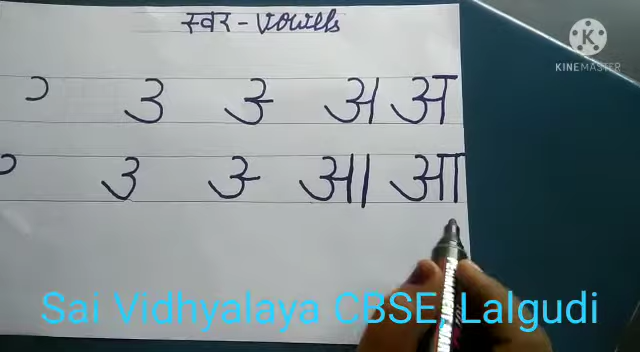 स्वर - vowels
KINEMASTER
उ अ
आ
Sai Vidhyalaya CBSE, Lalgudi